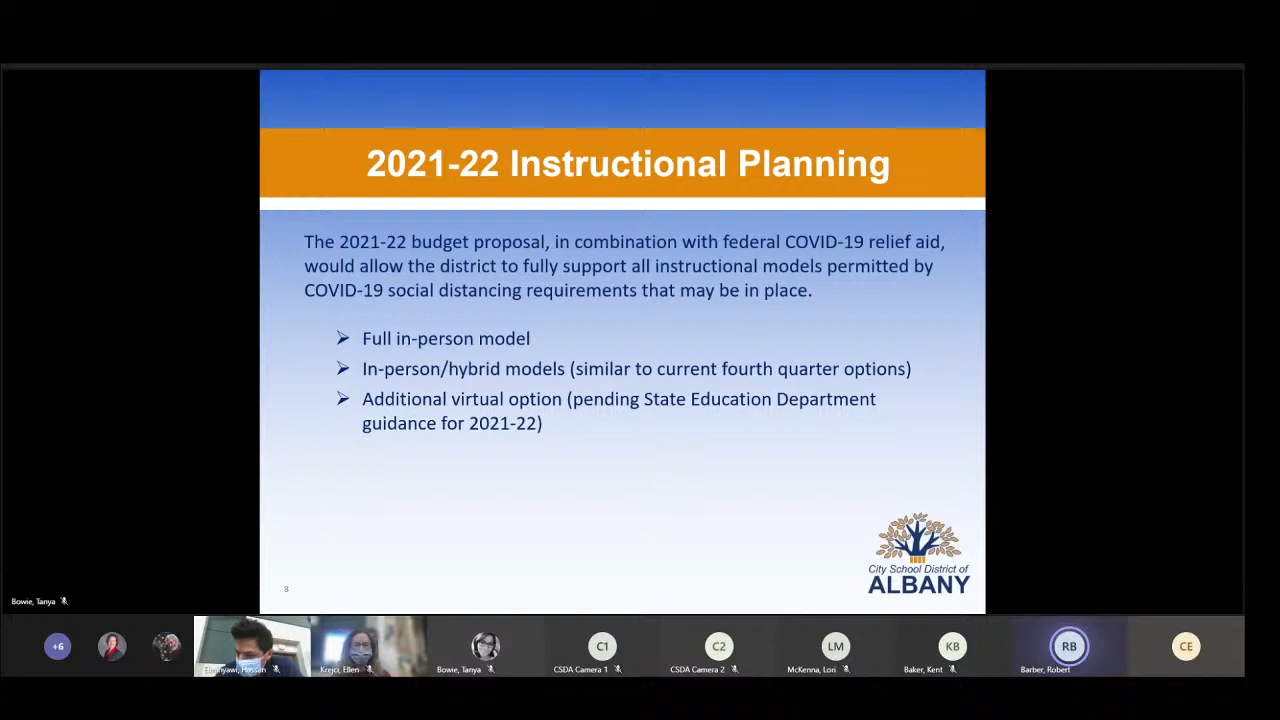 2021-22 Instructional Planning
The 2021-22 budget proposal, in combination with federal COVID-19 relief aid,
would allow the district to fully support all instructional models permitted by
COVID-19 social distancing requirements that may be in place.
Full in-person model
In-person/hybrid models (similar to current fourth quarter options)
Additional virtual option (pending State Education Department
guidance for 2021-22)
City School District of
ALBANY
8
Bowie, Tanya
+6
C1
C2
LM
KB
RB
CE
Hassan
Krejci, Ellen
Bowie, Tanya
CSDA Camera 1
CSDA Camera 2
McKenna, Lori
Baker, Kent
Barber, Robert